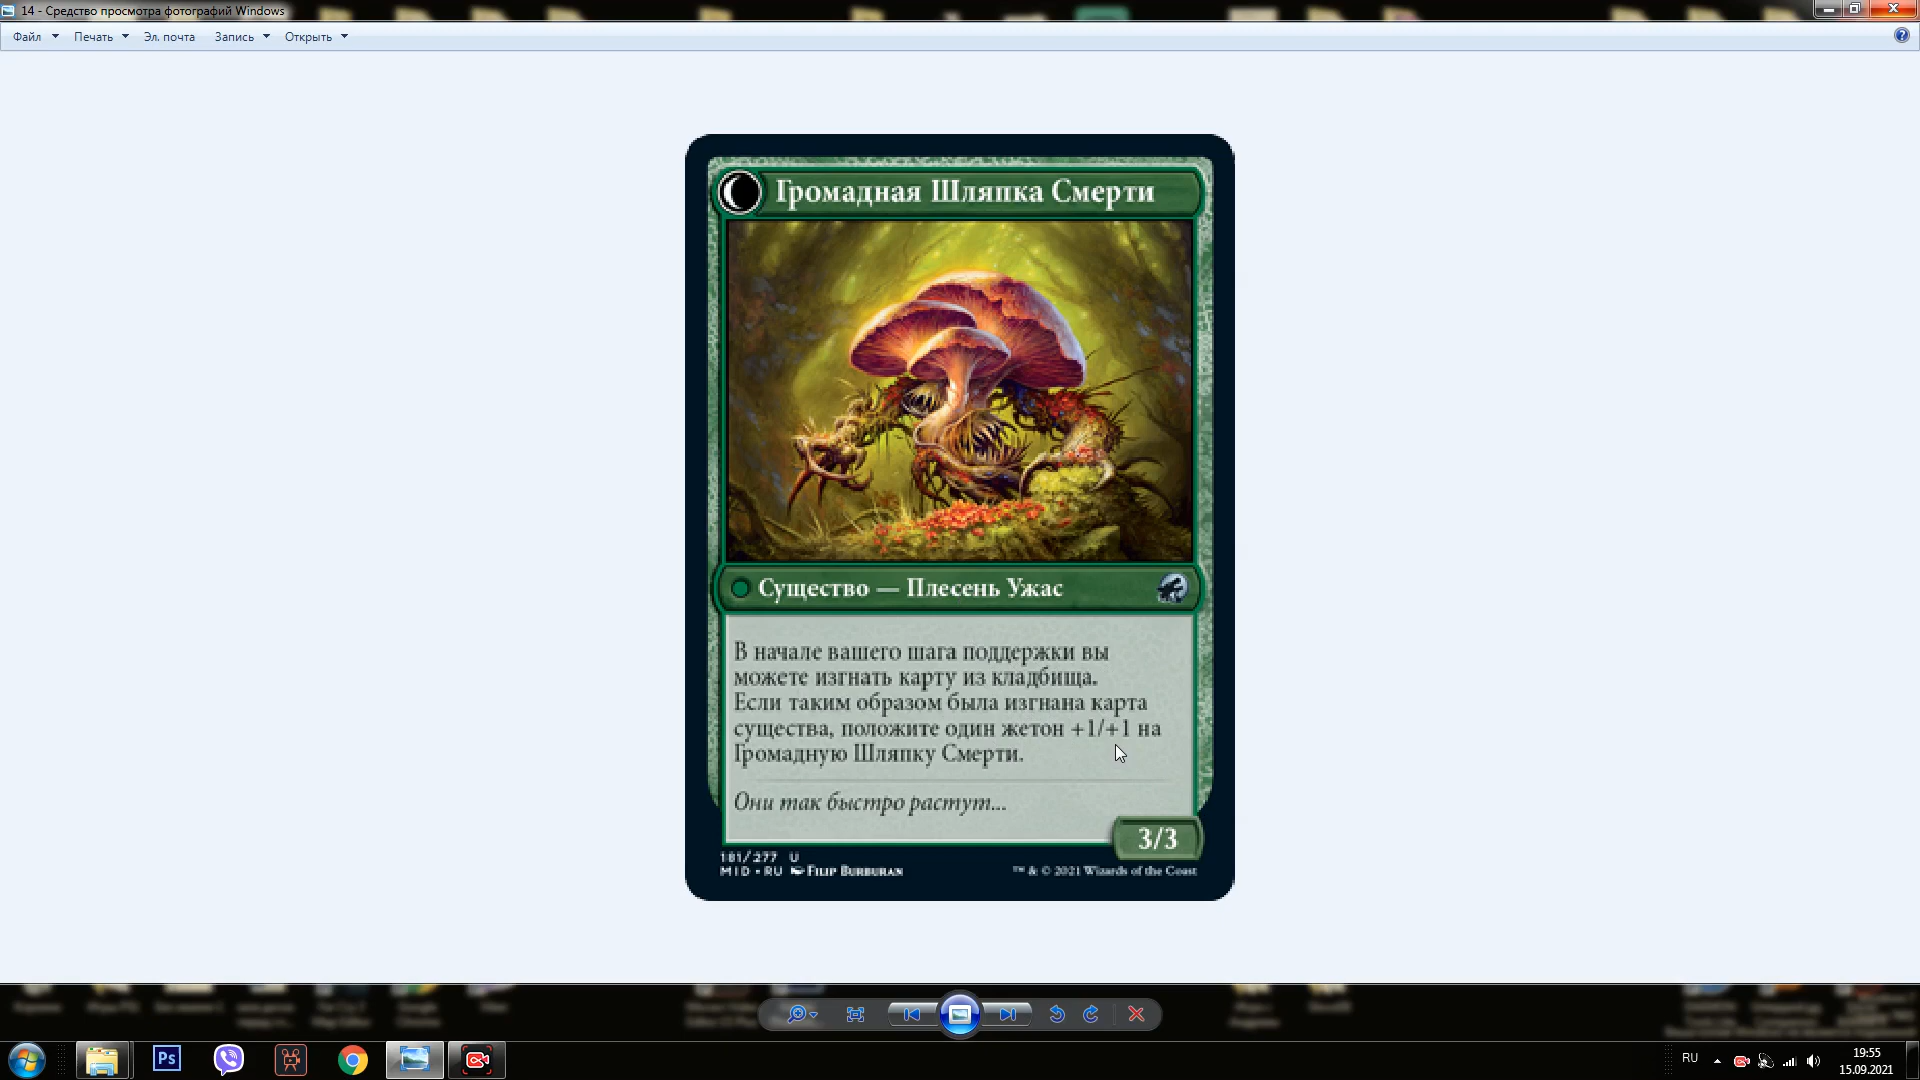 14 - Средство просмотра фотографий Windows
Файл Печать Эл. почта Запись Открыть
Громадная Шляпка Смерти
Существо — Плесень Ужас
В начале вашего шага поддержки вы
можете изгнать карту из кладбища.
Если таким образом была изгнана карта
существа, положите один жетон +1/+1 на
Громадную Шляпку Смерти.
Они так быстро растут...
3/3
181/277 U
MID • RU Filip Burburan
™ & © 2021 Wizards of the Coast
Ps
RU
19:55
15.09.2021